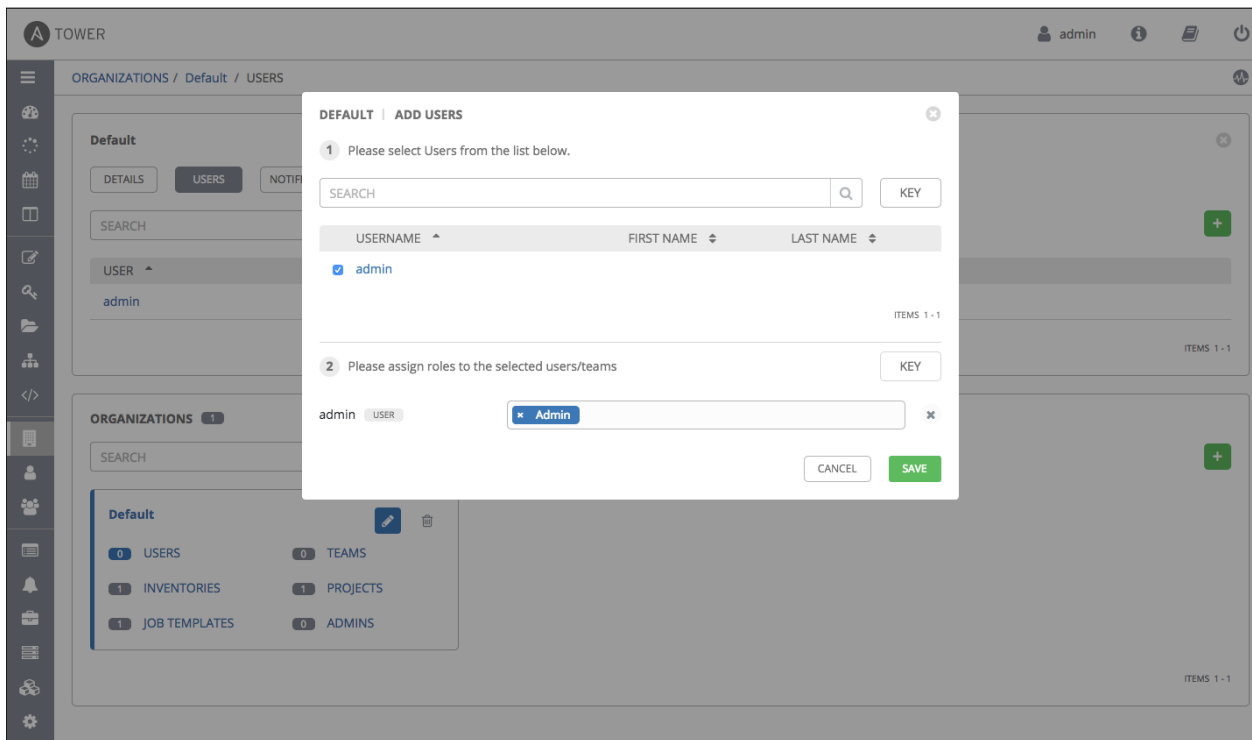 A TOWER admin
ORGANIZATIONS / Default / USERS
Default
DETAILS USERS NOTIFI
SEARCH
USER
admin
ITEMS 1 - 1
DEFAULT | ADD USERS
1 Please select Users from the list below.
SEARCH KEY
USERNAME FIRST NAME LAST NAME
admin
ITEMS 1 - 1
2 Please assign roles to the selected users/teams KEY
admin USER × Admin
CANCEL SAVE
ORGANIZATIONS 1
SEARCH
Default
0 USERS 0 TEAMS
1 INVENTORIES 1 PROJECTS
1 JOB TEMPLATES 0 ADMINS
ITEMS 1 - 1